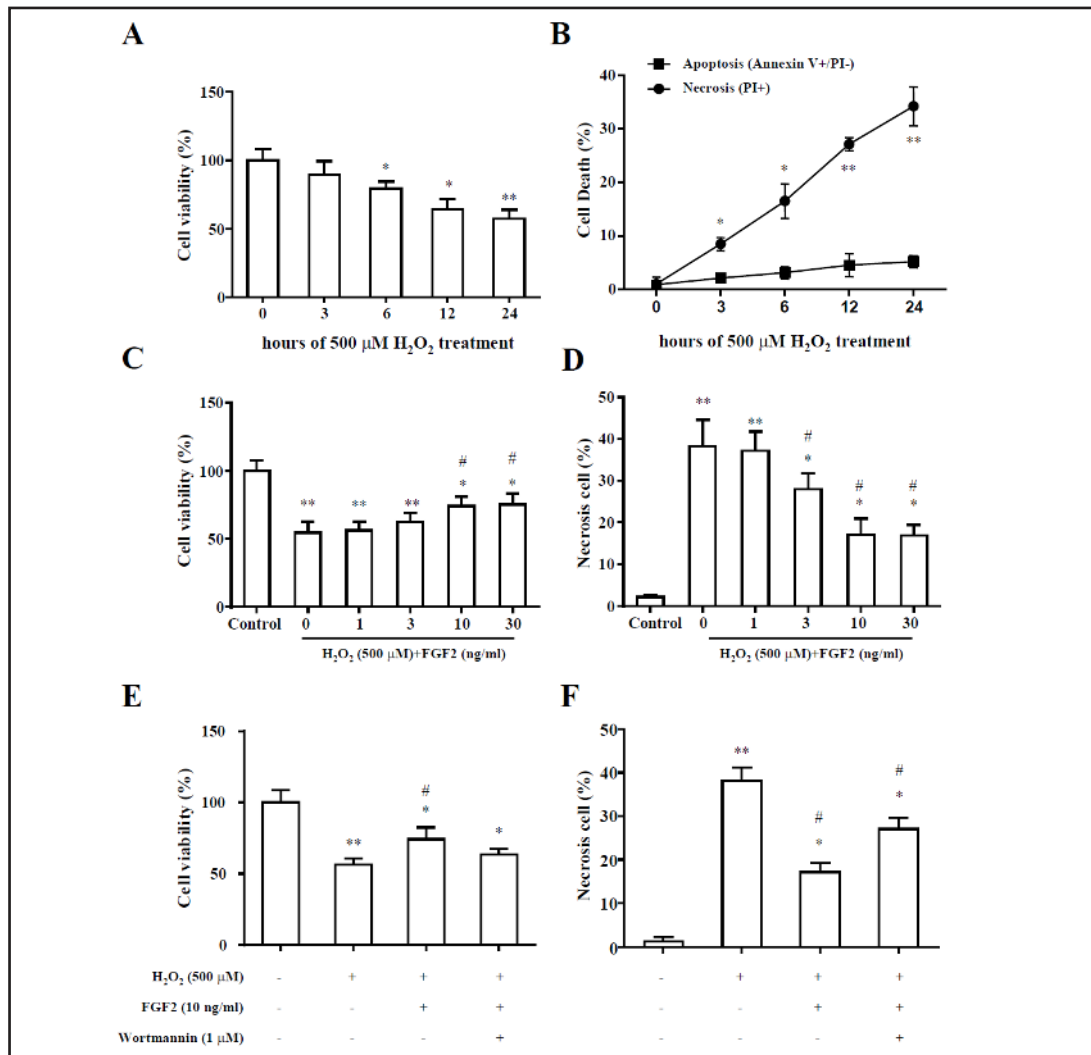 A
Cell viability (%)
150
100
50
0
*
*
**
0 3 6 12 24
hours of 500 μM H₂O₂ treatment
B
Apoptosis (Annexin V+/PI-)
Necrosis (PI+)
Cell Death (%)
40
30
20
10
0
*
*
**
**
0 3 6 12 24
hours of 500 μM H₂O₂ treatment
C
Cell viability (%)
150
100
50
0
** ** **
#
*
#
*
Control 0 1 3 10 30
H₂O₂ (500 μM)+FGF2 (ng/ml)
D
Necrosis cell (%)
50
40
30
20
10
0
** **
#
*
#
*
#
*
Control 0 1 3 10 30
H₂O₂ (500 μM)+FGF2 (ng/ml)
E
Cell viability (%)
150
100
50
0
**
#
*
*
F
Necrosis cell (%)
50
40
30
20
10
0
**
#
*
#
*
H₂O₂ (500 μM) - + + + - + + +
FGF2 (10 ng/ml) - - + + - - + +
Wortmannin (1 μM) - - - + - - - +